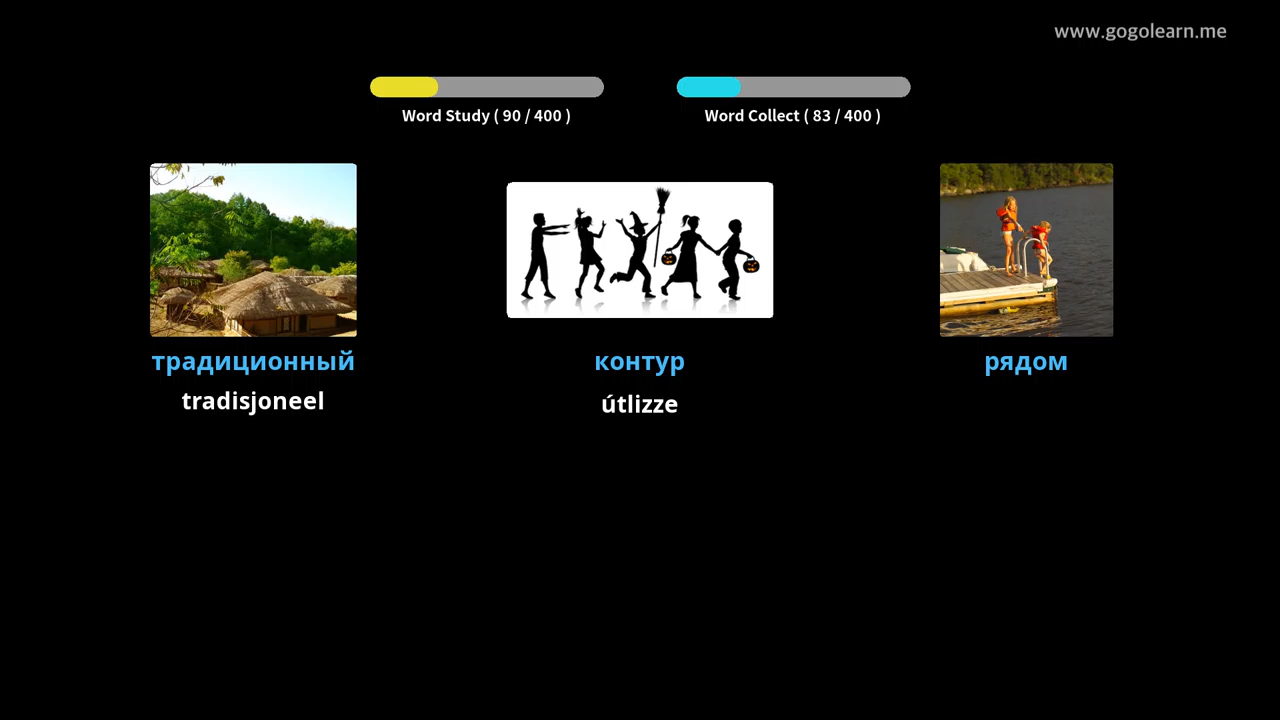 www.gogolearn.me
Word Study ( 90 / 400 )
Word Collect ( 83 / 400 )
традиционный
tradisjoneel
контур
útlizze
рядом